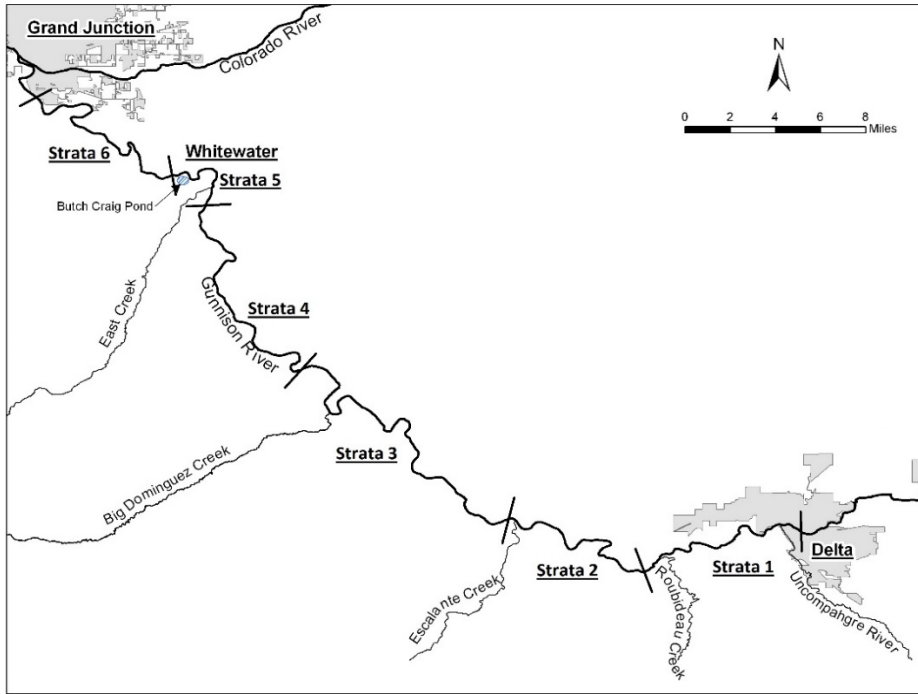 Grand Junction
Colorado River
N
0 2 4 6 8
Miles
Strata 6
Whitewater
Strata 5
Butch Craig Pond
East Creek
Gunnison River
Strata 4
Big Dominguez Creek
Strata 3
Escalante Creek
Strata 2
Roubideau Creek
Strata 1
Delta
Uncompahgre River